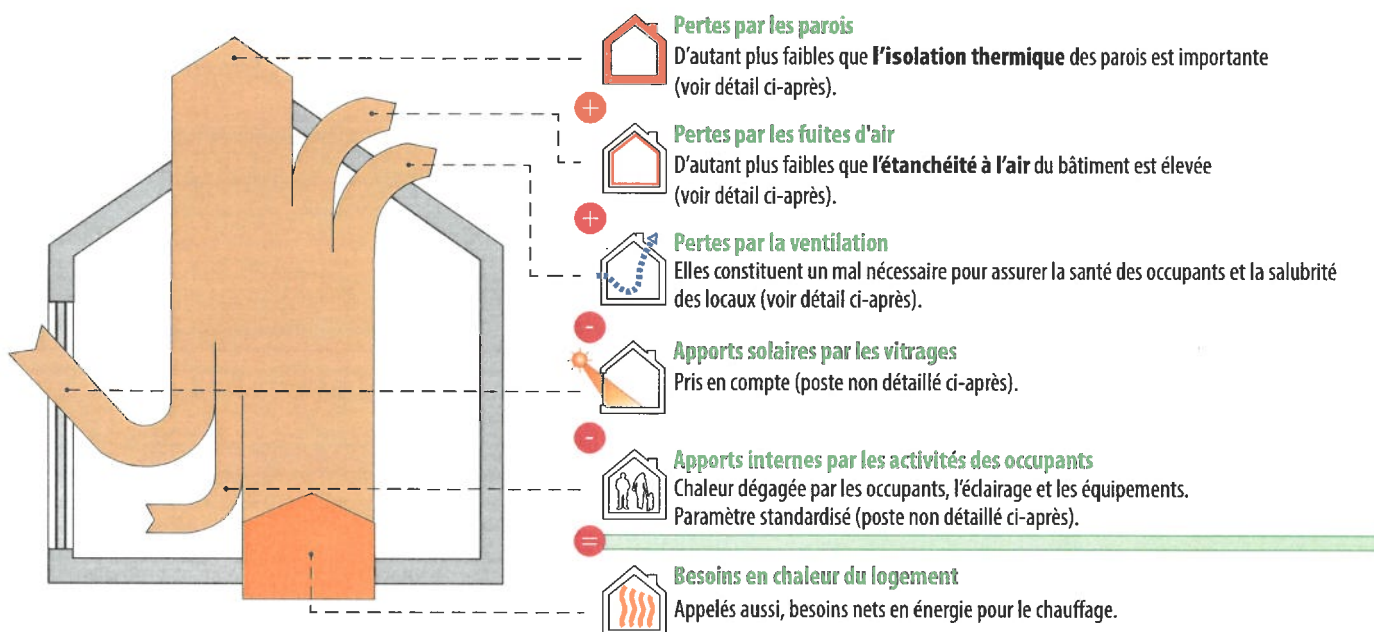 Pertes par les parois
D'autant plus faibles que l'isolation thermique des parois est importante
(voir détail ci-après).
+
Pertes par les fuites d'air
D'autant plus faibles que l'étanchéité à l'air du bâtiment est élevée
(voir détail ci-après).
+
Pertes par la ventilation
Elles constituent un mal nécessaire pour assurer la santé des occupants et la salubrité
des locaux (voir détail ci-après).
-
Apports solaires par les vitrages
Pris en compte (poste non détaillé ci-après).
-
Apports internes par les activités des occupants
Chaleur dégagée par les occupants, l'éclairage et les équipements.
Paramètre standardisé (poste non détaillé ci-après).
=
Besoins en chaleur du logement
Appelés aussi, besoins nets en énergie pour le chauffage.